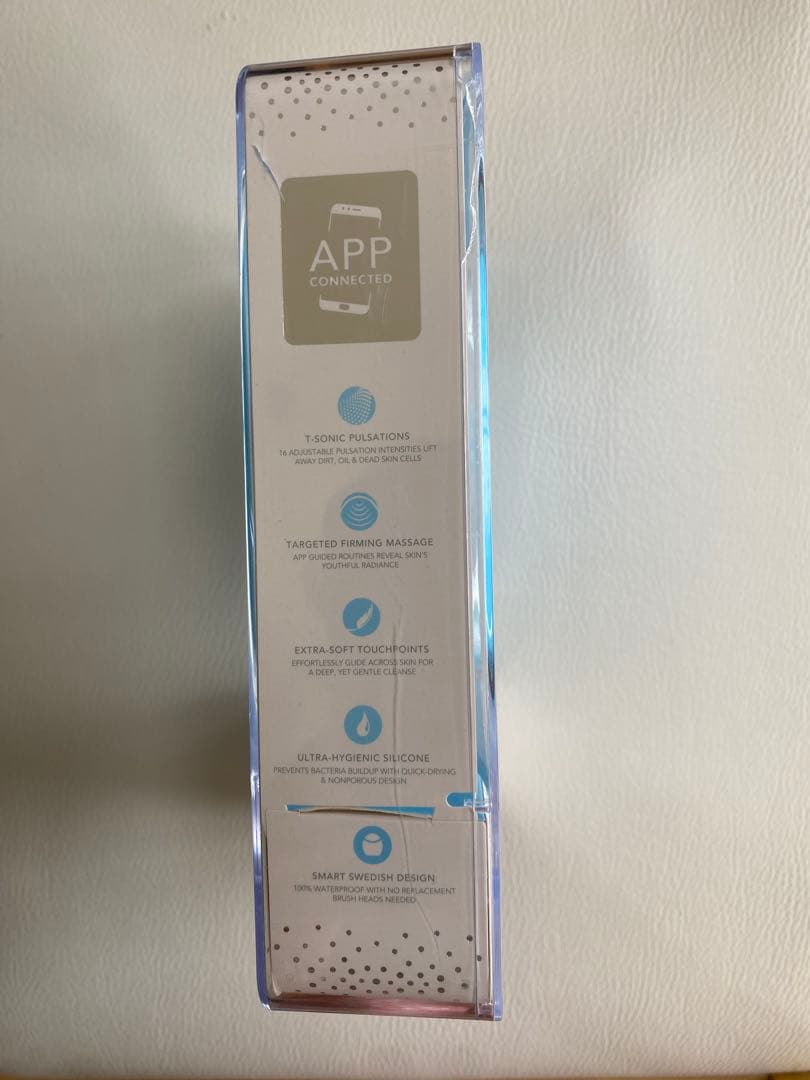 APP
CONNECTED
T-SONIC PULSATIONS
16 ADJUSTABLE PULSATION INTENSITIES LIFT
AWAY DIRT, OIL & DEAD SKIN CELLS
TARGETED FIRMING MASSAGE
APP GUIDED ROUTINES REVEAL SKIN'S
YOUTHFUL RADIANCE
EXTRA-SOFT TOUCHPOINTS
EFFORTLESSLY GLIDE ACROSS SKIN FOR
A DEEP, YET GENTLE CLEANSE
ULTRA-HYGIENIC SILICONE
PREVENTS BACTERIA BUILDUP WITH QUICK-DRYING
& NONPOROUS DESIGN
SMART SWEDISH DESIGN
100% WATERPROOF WITH NO REPLACEMENT
BRUSH HEADS NEEDED